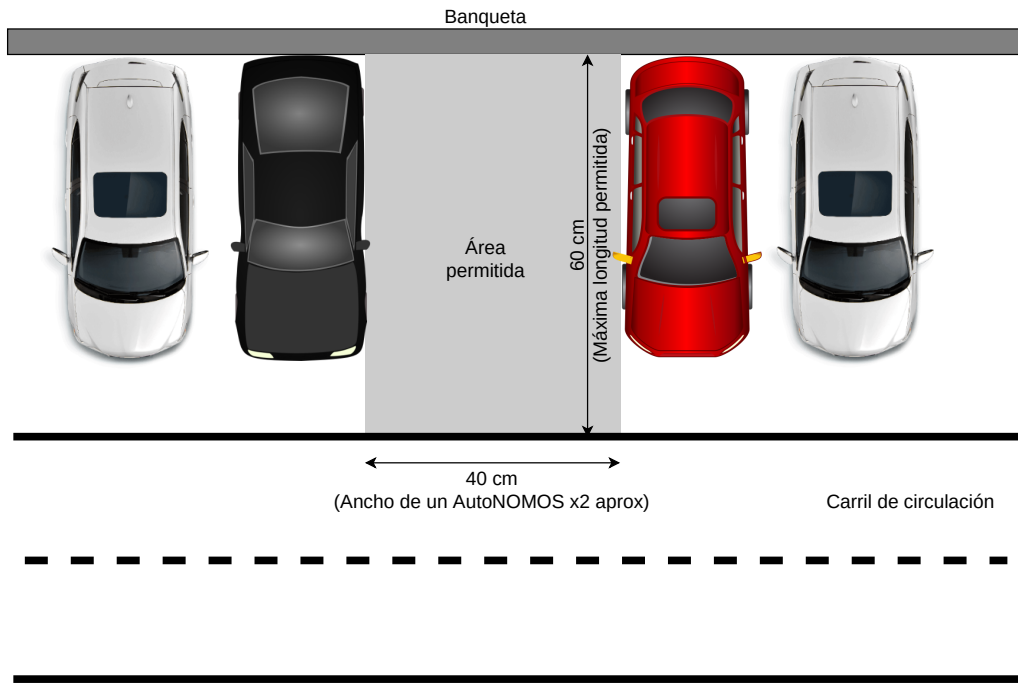 Banqueta
Área
permitida
60 cm
(Máxima longitud permitida)
40 cm
(Ancho de un AutoNOMOS x2 aprox)
Carril de circulación